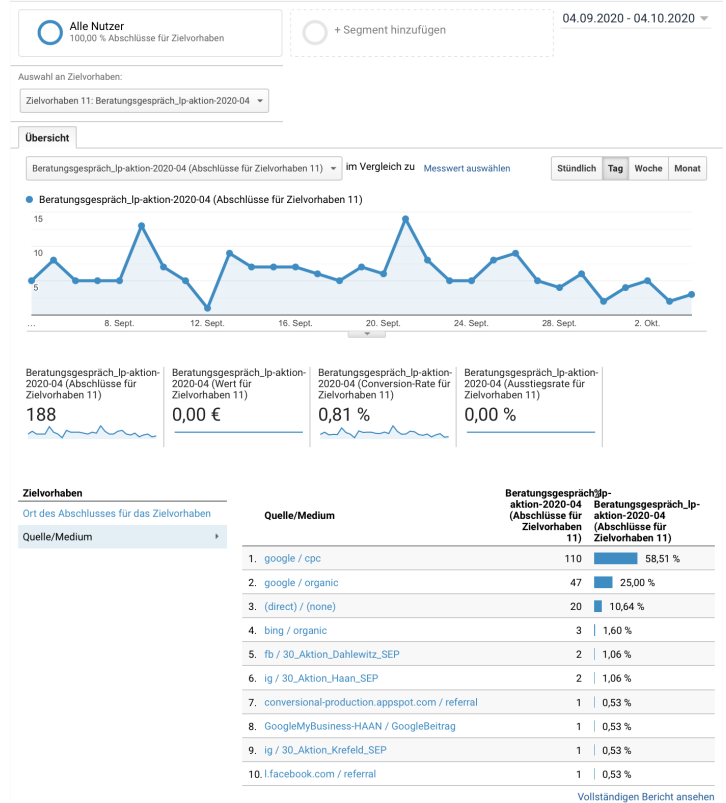 Alle Nutzer
100,00 % Abschlüsse für Zielvorhaben
+ Segment hinzufügen
04.09.2020 - 04.10.2020
Auswahl an Zielvorhaben:
Zielvorhaben 11: Beratungsgespräch_lp-aktion-2020-04
Übersicht
Beratungsgespräch_lp-aktion-2020-04 (Abschlüsse für Zielvorhaben 11)
im Vergleich zu
Messwert auswählen
Stündlich Tag Woche Monat
Beratungsgespräch_lp-aktion-2020-04 (Abschlüsse für Zielvorhaben 11)
15
10
5
... 8. Sept. 12. Sept. 16. Sept. 20. Sept. 24. Sept. 28. Sept. 2. Okt.
Beratungsgespräch_lp-aktion-
2020-04 (Abschlüsse für
Zielvorhaben 11)
188
Beratungsgespräch_lp-aktion-
2020-04 (Wert für
Zielvorhaben 11)
0,00 €
Beratungsgespräch_lp-aktion-
2020-04 (Conversion-Rate für
Zielvorhaben 11)
0,81 %
Beratungsgespräch_lp-aktion-
2020-04 (Ausstiegsrate für
Zielvorhaben 11)
0,00 %
Zielvorhaben
Ort des Abschlusses für das Zielvorhaben
Quelle/Medium
Quelle/Medium
Beratungsgespräch_lp-
aktion-2020-04
(Abschlüsse für
Zielvorhaben
11)
%
Beratungsgespräch_lp-
aktion-2020-04
(Abschlüsse für
Zielvorhaben 11)
1. google / cpc 110 58,51 %
2. google / organic 47 25,00 %
3. (direct) / (none) 20 10,64 %
4. bing / organic 3 1,60 %
5. fb / 30_Aktion_Dahlewitz_SEP 2 1,06 %
6. ig / 30_Aktion_Haan_SEP 2 1,06 %
7. conversional-production.appspot.com / referral 1 0,53 %
8. GoogleMyBusiness-HAAN / GoogleBeitrag 1 0,53 %
9. ig / 30_Aktion_Krefeld_SEP 1 0,53 %
10. l.facebook.com / referral 1 0,53 %
Vollständigen Bericht ansehen